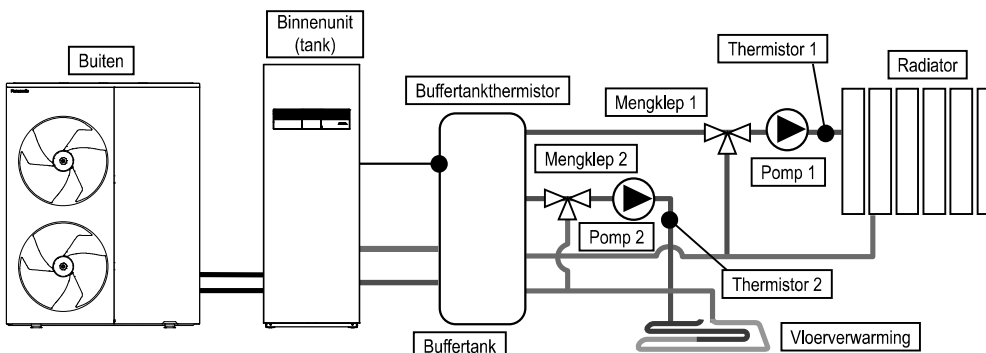 Binnenunit
(tank)
Thermistor 1
Buiten
Radiator
Buffertankthermistor
Mengklep 1
Panasonic
Mengklep 2
Pomp 1
Pomp 2
Thermistor 2
Vloerverwarming
Buffertank